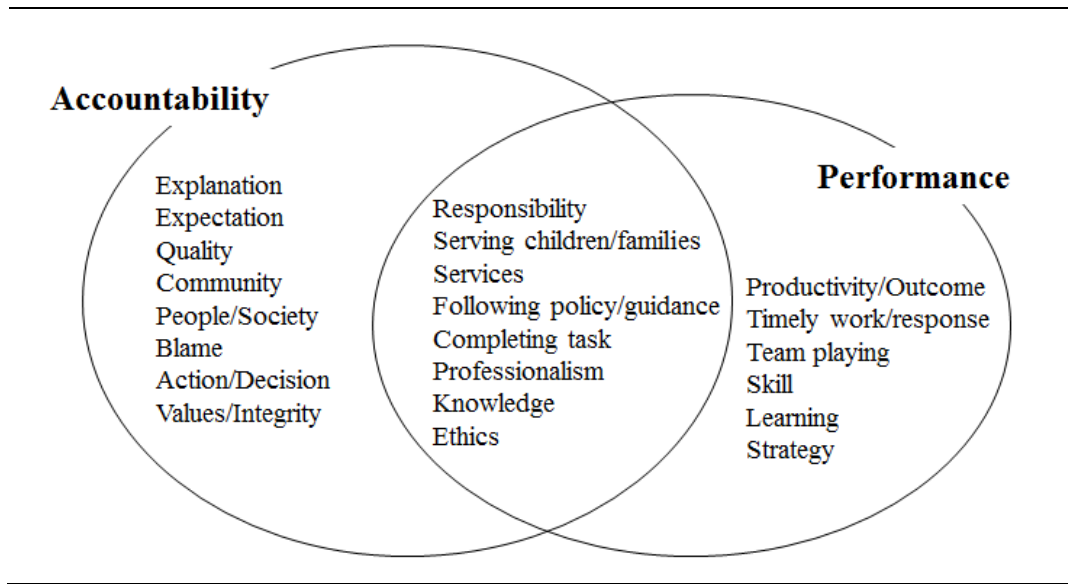 Accountability
Explanation
Expectation
Quality
Community
People/Society
Blame
Action/Decision
Values/Integrity
Responsibility
Serving children/families
Services
Following policy/guidance
Completing task
Professionalism
Knowledge
Ethics
Performance
Productivity/Outcome
Timely work/response
Team playing
Skill
Learning
Strategy